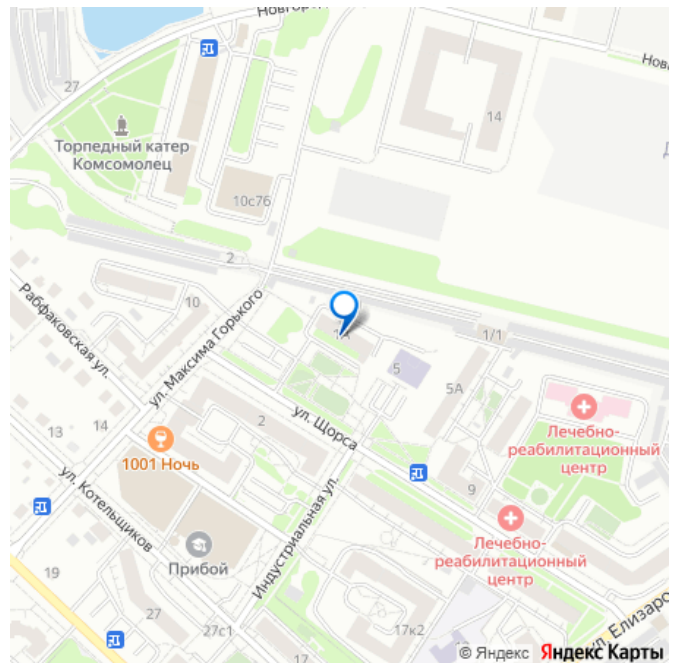 Новгород
Нов
27
Торпедный катер
Комсомолец
14
10с76
2
10
ул. Максима Горького
Рабфаковская ул.
1А
1/1
5
5А
2
ул. Щорса
13
14
1001 Ночь
Лечебно-
реабилитационный
центр
ул. Котельщиков
Индустриальная ул.
9
Лечебно-
реабилитационный
центр
Прибой
19
27
27с1
17
17к2
10
ул. Елизаро
© Яндекс Яндекс Карты